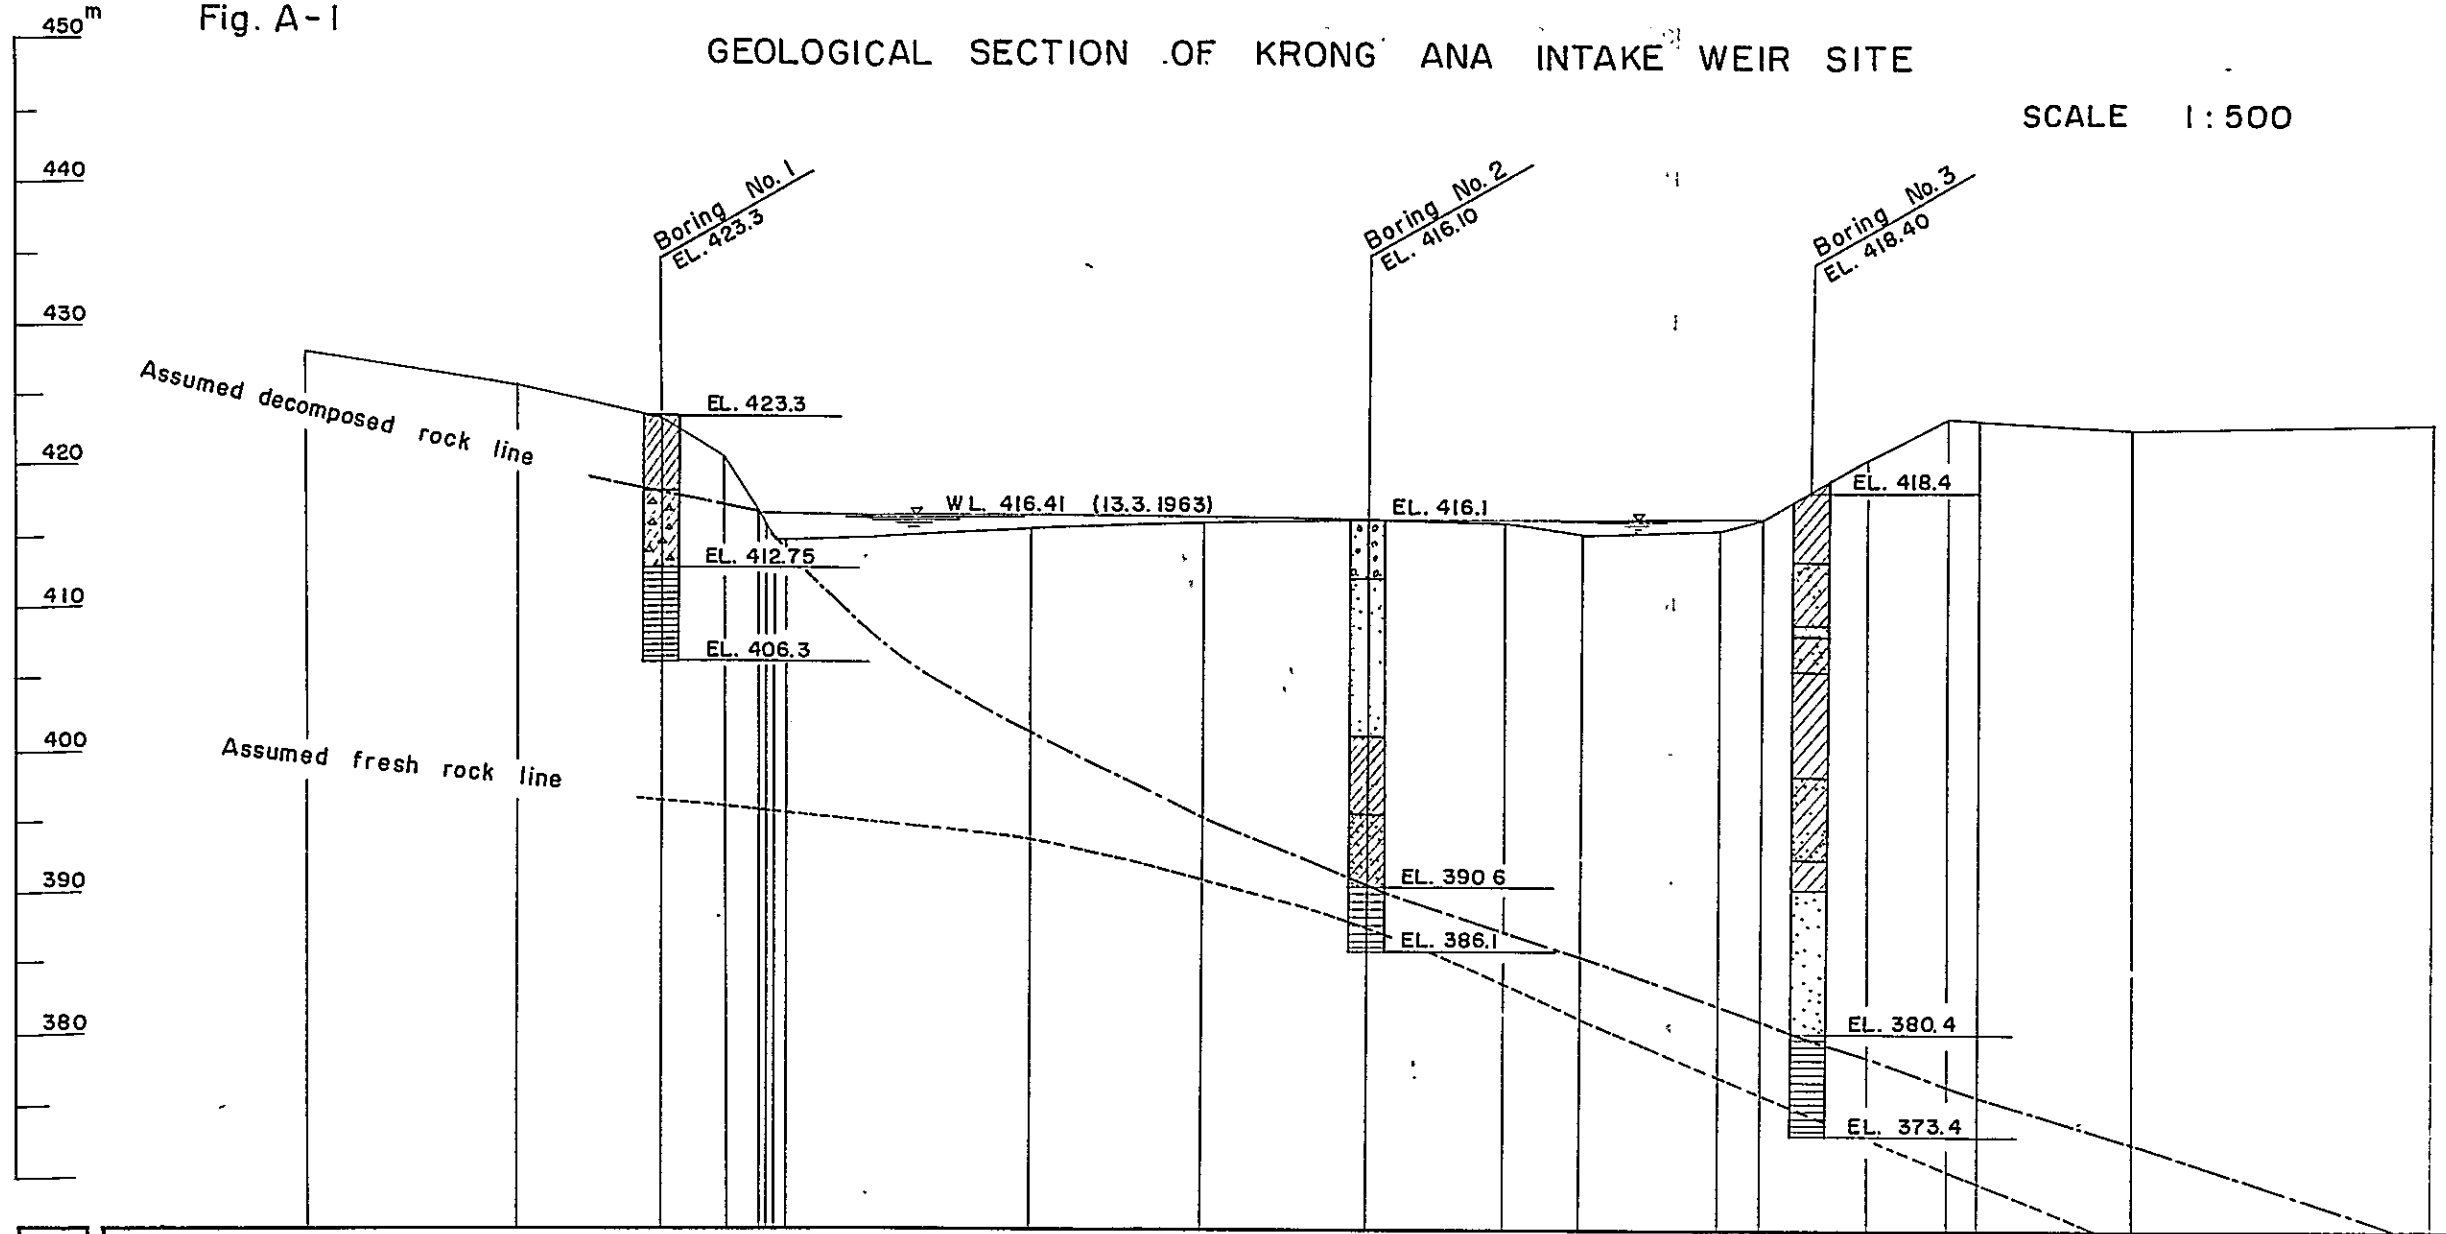 Fig. A-1
GEOLOGICAL SECTION OF KRONG ANA INTAKE WEIR SITE
SCALE 1:500
450m
440
430
420
410
400
390
380
Boring No. 1
EL. 423.3
Boring No. 2
EL. 416.10
Boring No. 3
EL. 418.40
Assumed decomposed rock line
Assumed fresh rock line
EL. 423.3
EL. 412.75
EL. 406.3
WL. 416.41 (13.3.1963)
EL. 416.1
EL. 390 6
EL. 386.1
EL. 418.4
EL. 380.4
EL. 373.4